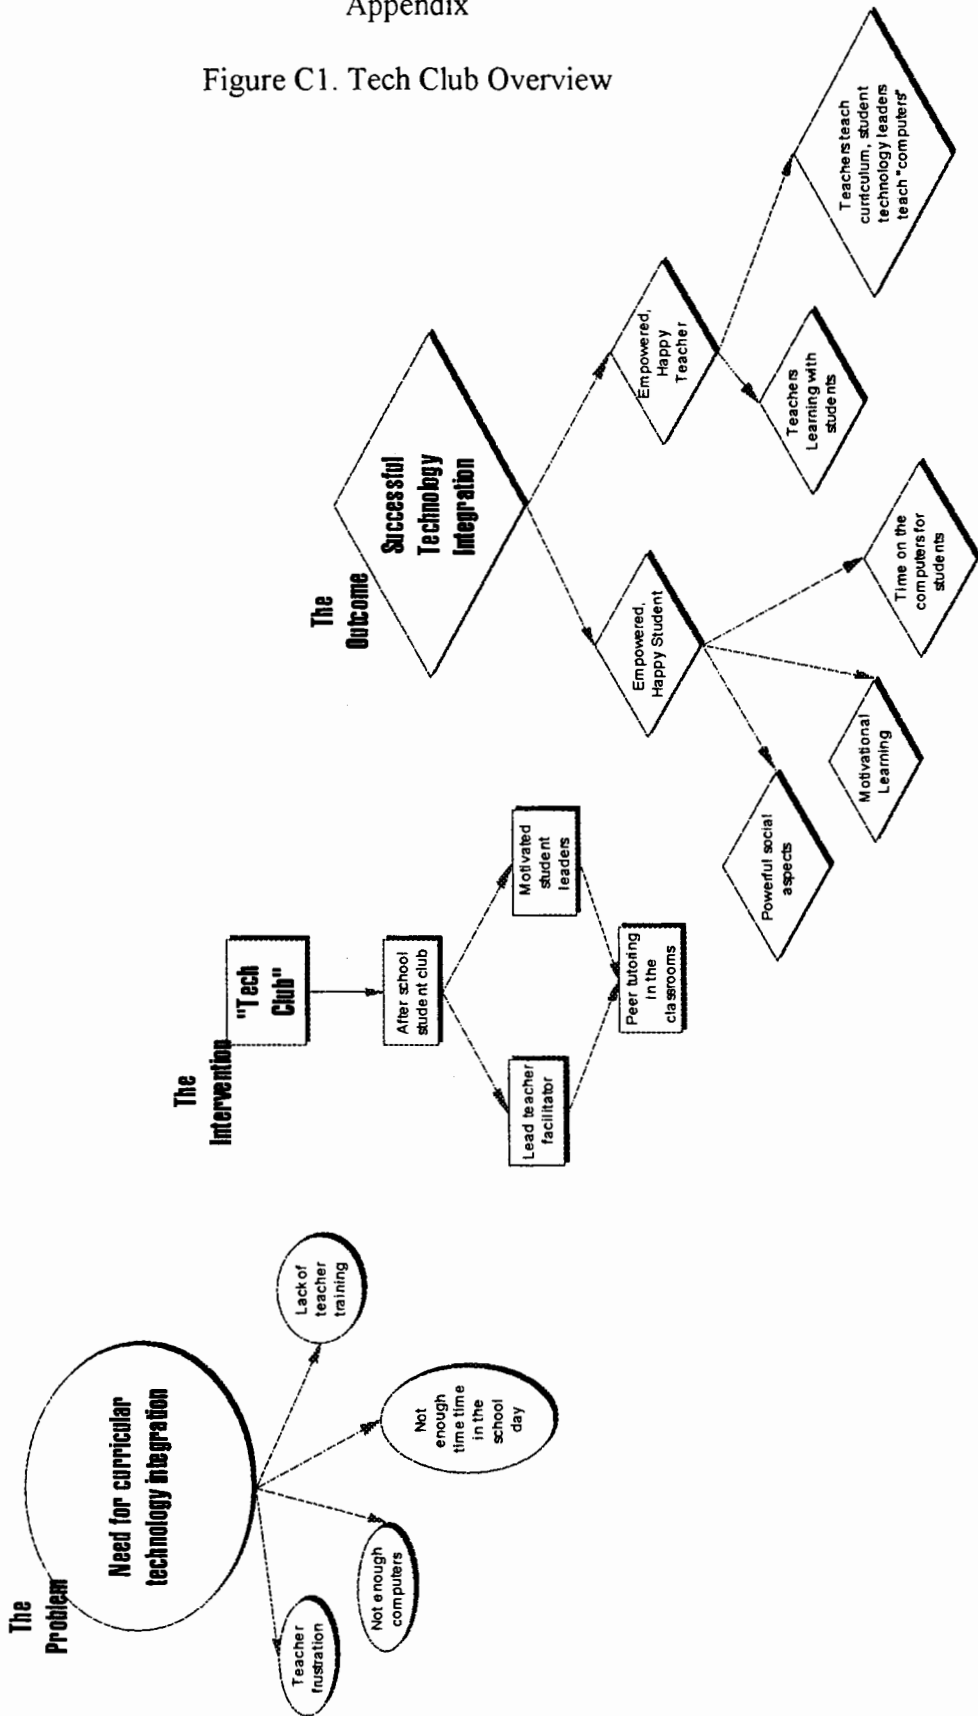 Appendix
Figure C1. Tech Club Overview
The
Problem
Need for curricular
technology integration
Teacher
frustration
Not enough
computers
Not
enough
time time
in the
school
day
Lack of
teacher
training
The
Intervention
"Tech
Club"
After school
student club
Lead teacher
facilitator
Motivated
student
leaders
Peer tutoring
in the
classrooms
The
Outcome
Successful
Technology
Integration
Empowered,
Happy Student
Empowered,
Happy
Teacher
Powerful social
aspects
Motivational
Learning
Time on the
computers for
students
Teachers
Learning with
students
Teachers teach
curriculum, student
technology leaders
teach "computers"